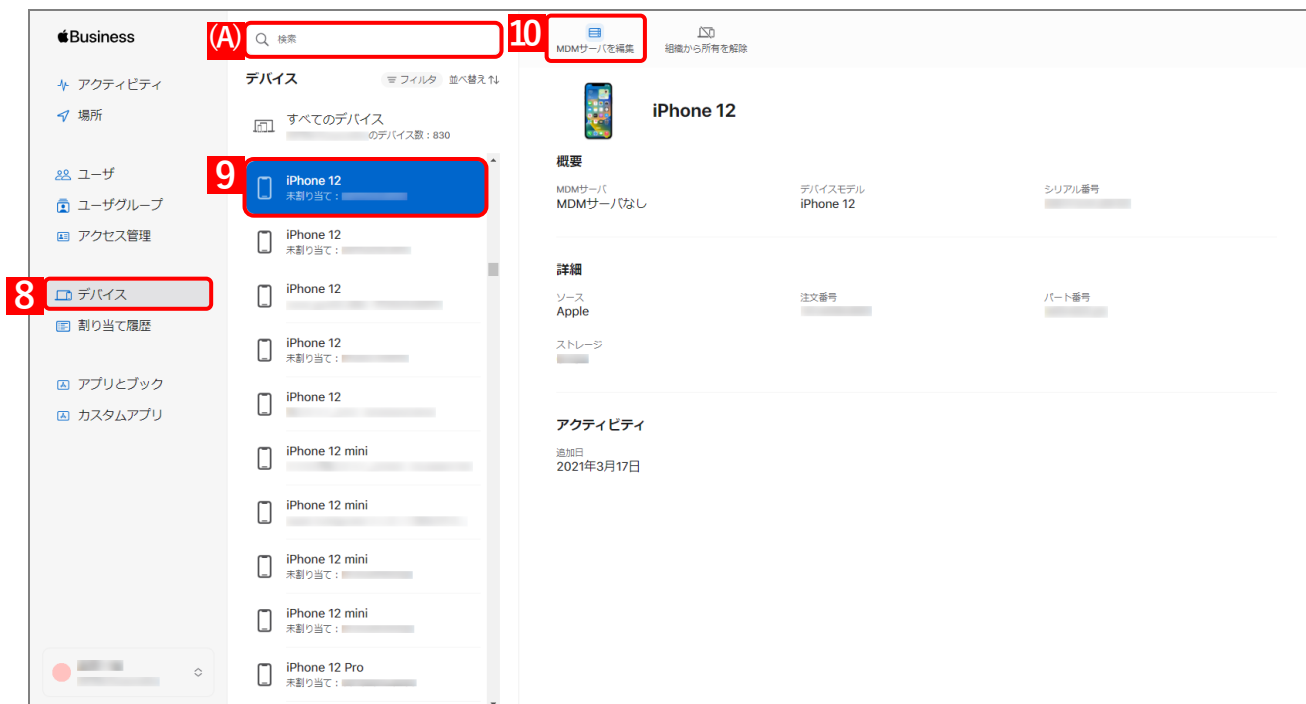 Business
アクティビティ
場所
ユーザ
ユーザグループ
アクセス管理
8
デバイス
割り当て履歴
アプリとブック
カスタムアプリ
(A)
検索
デバイス
フィルタ 並べ替え
すべてのデバイス
のデバイス数：830
9
iPhone 12
未割り当て：
iPhone 12
未割り当て：
iPhone 12
iPhone 12
未割り当て：
iPhone 12
iPhone 12 mini
iPhone 12 mini
iPhone 12 mini
未割り当て：
iPhone 12 mini
未割り当て：
iPhone 12 Pro
未割り当て：
10
MDMサーバを編集 組織から所有を解除
iPhone 12
概要
MDMサーバ デバイスモデル シリアル番号
MDMサーバなし iPhone 12
詳細
ソース 注文番号 パート番号
Apple
ストレージ
アクティビティ
追加日
2021年3月17日